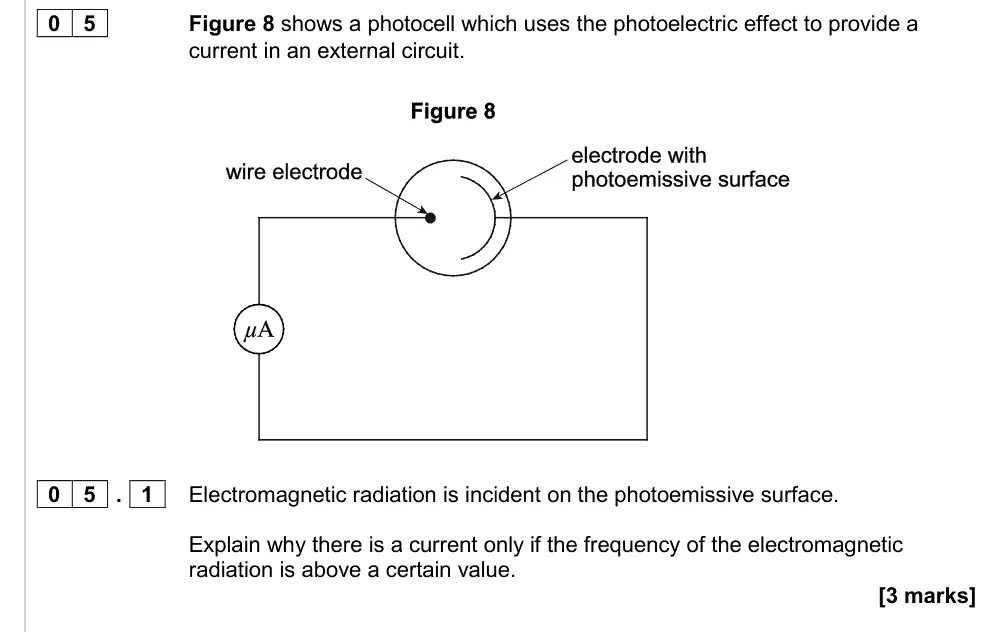 0 5 Figure 8 shows a photocell which uses the photoelectric effect to provide a
current in an external circuit.
Figure 8
wire electrode
electrode with
photoemissive surface
μA
0 5 . 1 Electromagnetic radiation is incident on the photoemissive surface.
Explain why there is a current only if the frequency of the electromagnetic
radiation is above a certain value.
[3 marks]